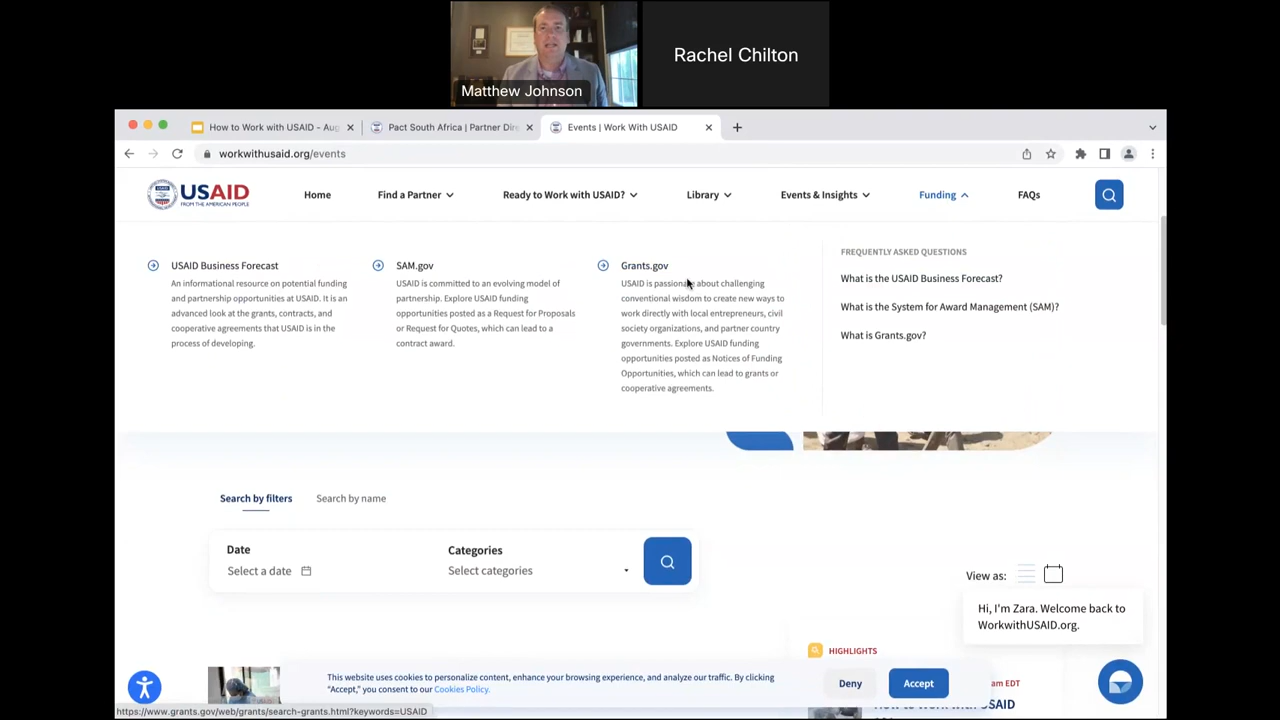 Matthew Johnson
Rachel Chilton
How to Work with USAID - Aug
Pact South Africa | Partner Dire
Events | Work With USAID
workwithusaid.org/events
USAID
FROM THE AMERICAN PEOPLE
Home
Find a Partner
Ready to Work with USAID?
Library
Events & Insights
Funding
FAQs
USAID Business Forecast
An informational resource on potential funding
and partnership opportunities at USAID. It is an
advanced look at the grants, contracts, and
cooperative agreements that USAID is in the
process of developing.
SAM.gov
USAID is committed to an evolving model of
partnership. Explore USAID funding
opportunities posted as a Request for Proposals
or Request for Quotes, which can lead to a
contract award.
Grants.gov
USAID is passionate about challenging
conventional wisdom to create new ways to
work directly with local entrepreneurs, civil
society organizations, and partner country
governments. Explore USAID funding
opportunities posted as Notices of Funding
Opportunities, which can lead to grants or
cooperative agreements.
FREQUENTLY ASKED QUESTIONS
What is the USAID Business Forecast?
What is the System for Award Management (SAM)?
What is Grants.gov?
Search by filters
Search by name
Date
Select a date
Categories
Select categories
View as:
Hi, I'm Zara. Welcome back to
WorkwithUSAID.org.
HIGHLIGHTS
am EDT
How to Work with USAID
This website uses cookies to personalize content, enhance your browsing experience, and analyze our traffic. By clicking
"Accept," you consent to our Cookies Policy.
Deny
Accept
https://www.grants.gov/web/grants/search-grants.html?keywords=USAID